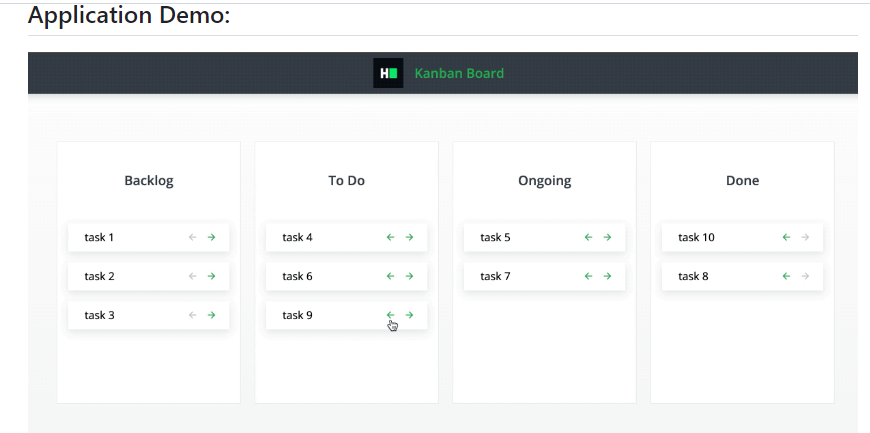 Application Demo:
H
Kanban Board
Backlog
To Do
Ongoing
Done
task 1
task 4
task 5
task 10
task 2
task 6
task 7
task 8
task 3
task 9